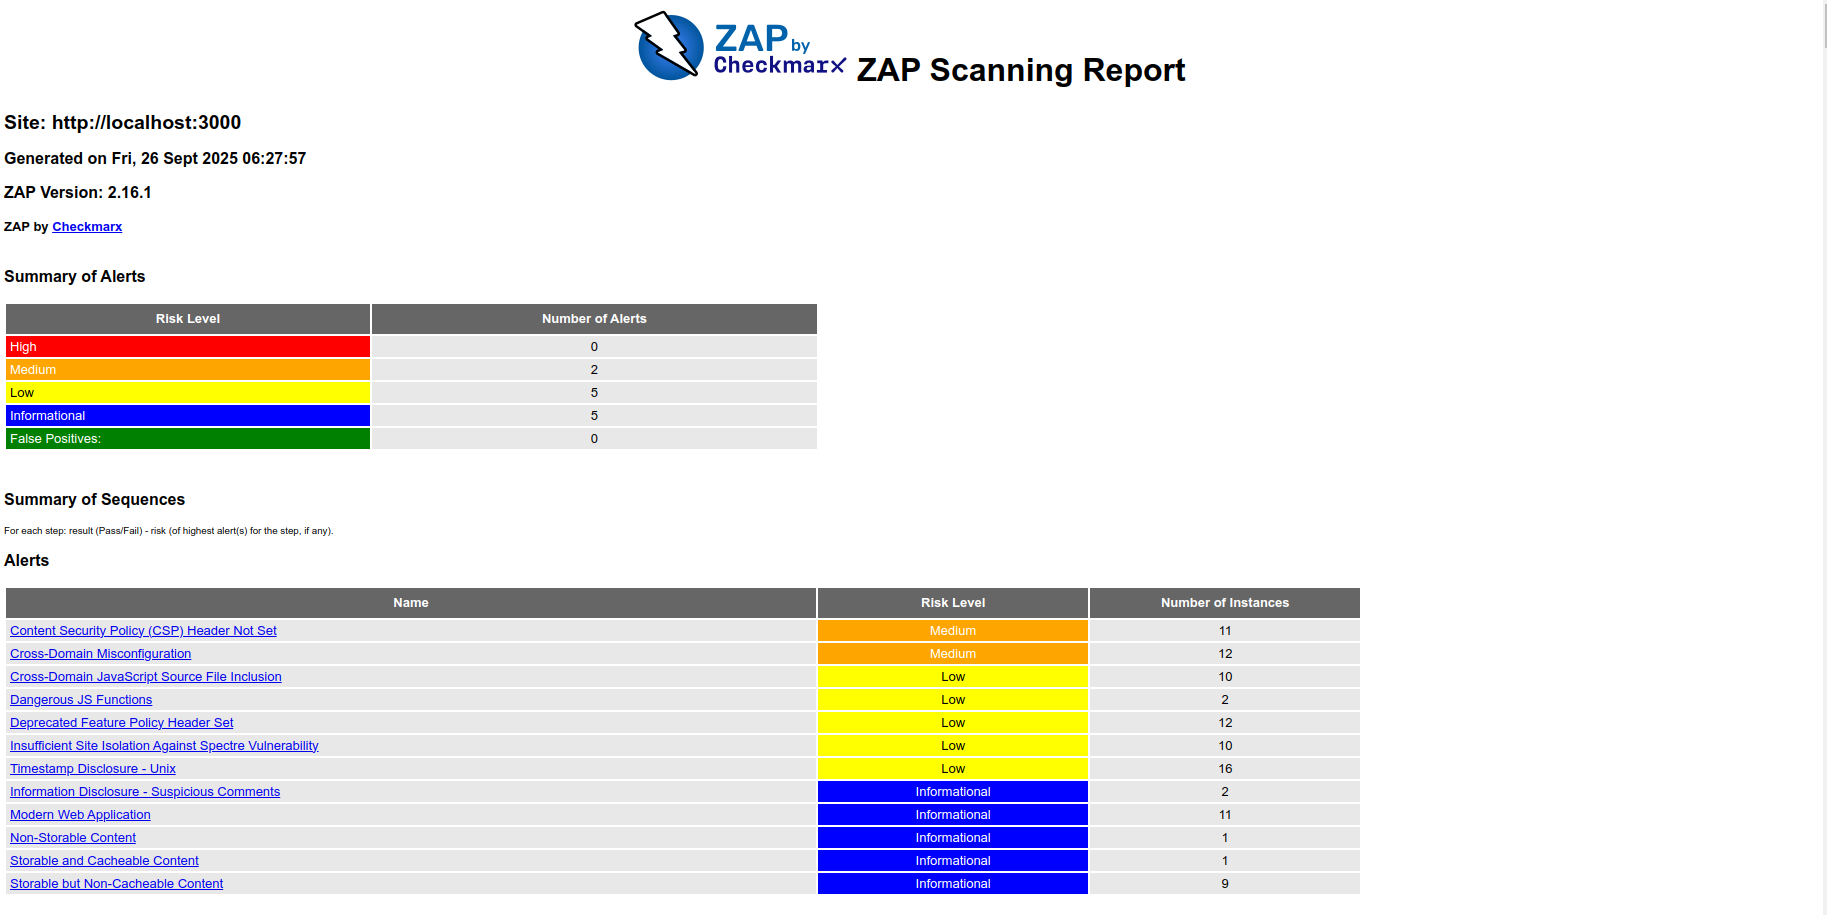 ZAP by
Checkmarx ZAP Scanning Report
Site: http://localhost:3000
Generated on Fri, 26 Sept 2025 06:27:57
ZAP Version: 2.16.1
ZAP by Checkmarx
Summary of Alerts
Risk Level Number of Alerts
High 0
Medium 2
Low 5
Informational 5
False Positives: 0
Summary of Sequences
For each step: result (Pass/Fail) - risk (of highest alert(s) for the step, if any).
Alerts
Name Risk Level Number of Instances
Content Security Policy (CSP) Header Not Set Medium 11
Cross-Domain Misconfiguration Medium 12
Cross-Domain JavaScript Source File Inclusion Low 10
Dangerous JS Functions Low 2
Deprecated Feature Policy Header Set Low 12
Insufficient Site Isolation Against Spectre Vulnerability Low 10
Timestamp Disclosure - Unix Low 16
Information Disclosure - Suspicious Comments Informational 2
Modern Web Application Informational 11
Non-Storable Content Informational 1
Storable and Cacheable Content Informational 1
Storable but Non-Cacheable Content Informational 9